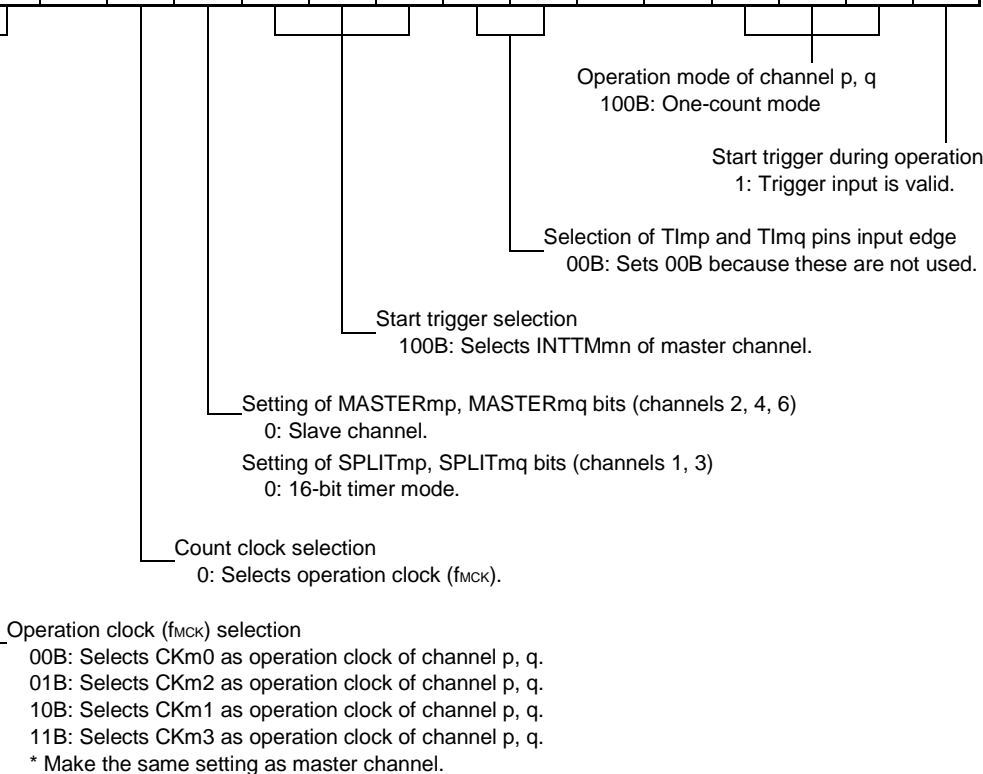 Operation mode of channel p, q
100B: One-count mode
Start trigger during operation
1: Trigger input is valid.
Selection of TImp and TImq pins input edge
00B: Sets 00B because these are not used.
Start trigger selection
100B: Selects INTTMmn of master channel.
Setting of MASTERmp, MASTERmq bits (channels 2, 4, 6)
0: Slave channel.
Setting of SPLITmp, SPLITmq bits (channels 1, 3)
0: 16-bit timer mode.
Count clock selection
0: Selects operation clock (fMCK).
Operation clock (fMCK) selection
00B: Selects CKm0 as operation clock of channel p, q.
01B: Selects CKm2 as operation clock of channel p, q.
10B: Selects CKm1 as operation clock of channel p, q.
11B: Selects CKm3 as operation clock of channel p, q.
* Make the same setting as master channel.